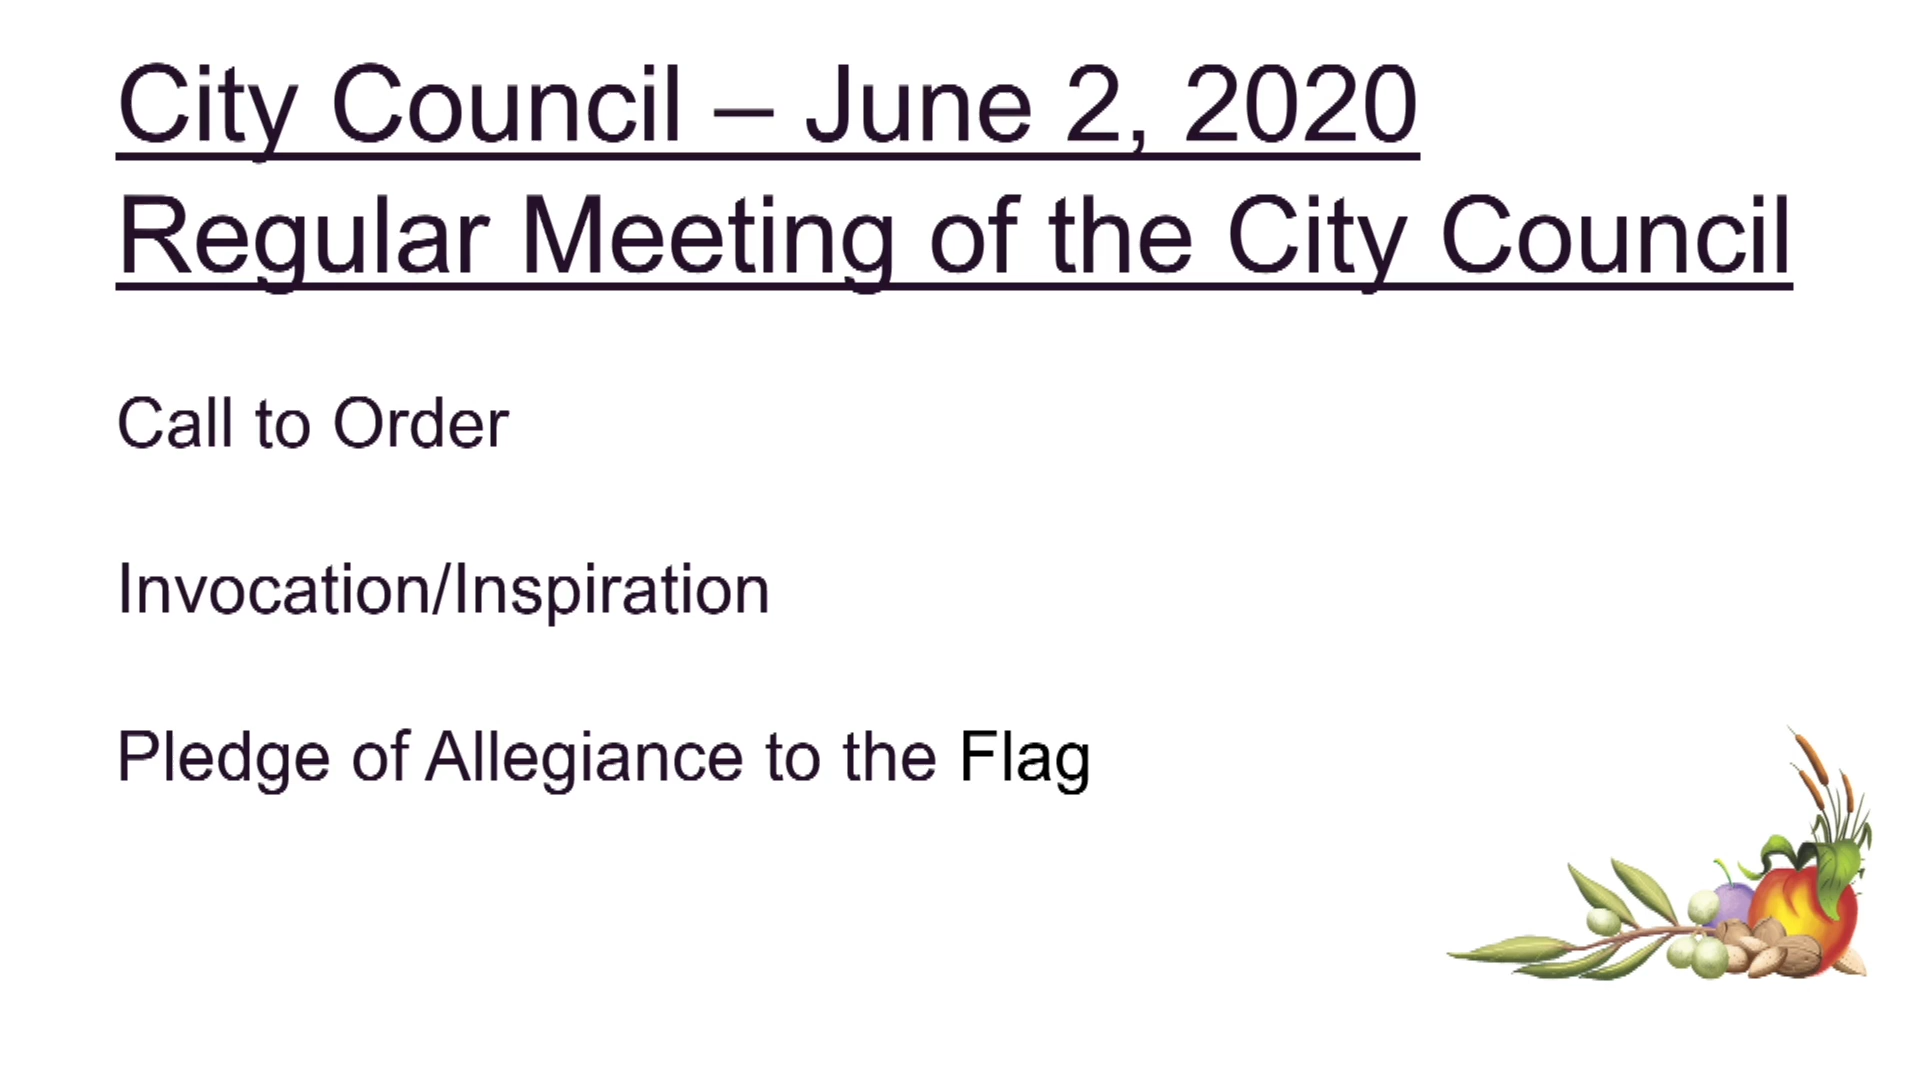 City Council – June 2, 2020
Regular Meeting of the City Council
Call to Order
Invocation/Inspiration
Pledge of Allegiance to the Flag